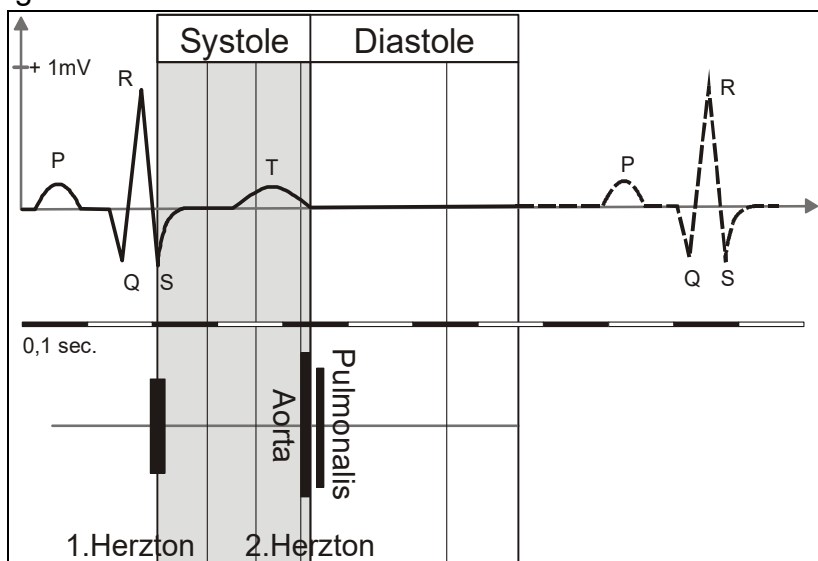 Systole
Diastole
+ 1mV
R
P
T
Q
S
P
R
Q
S
0,1 sec.
Aorta
Pulmonalis
1.Herzton
2.Herzton